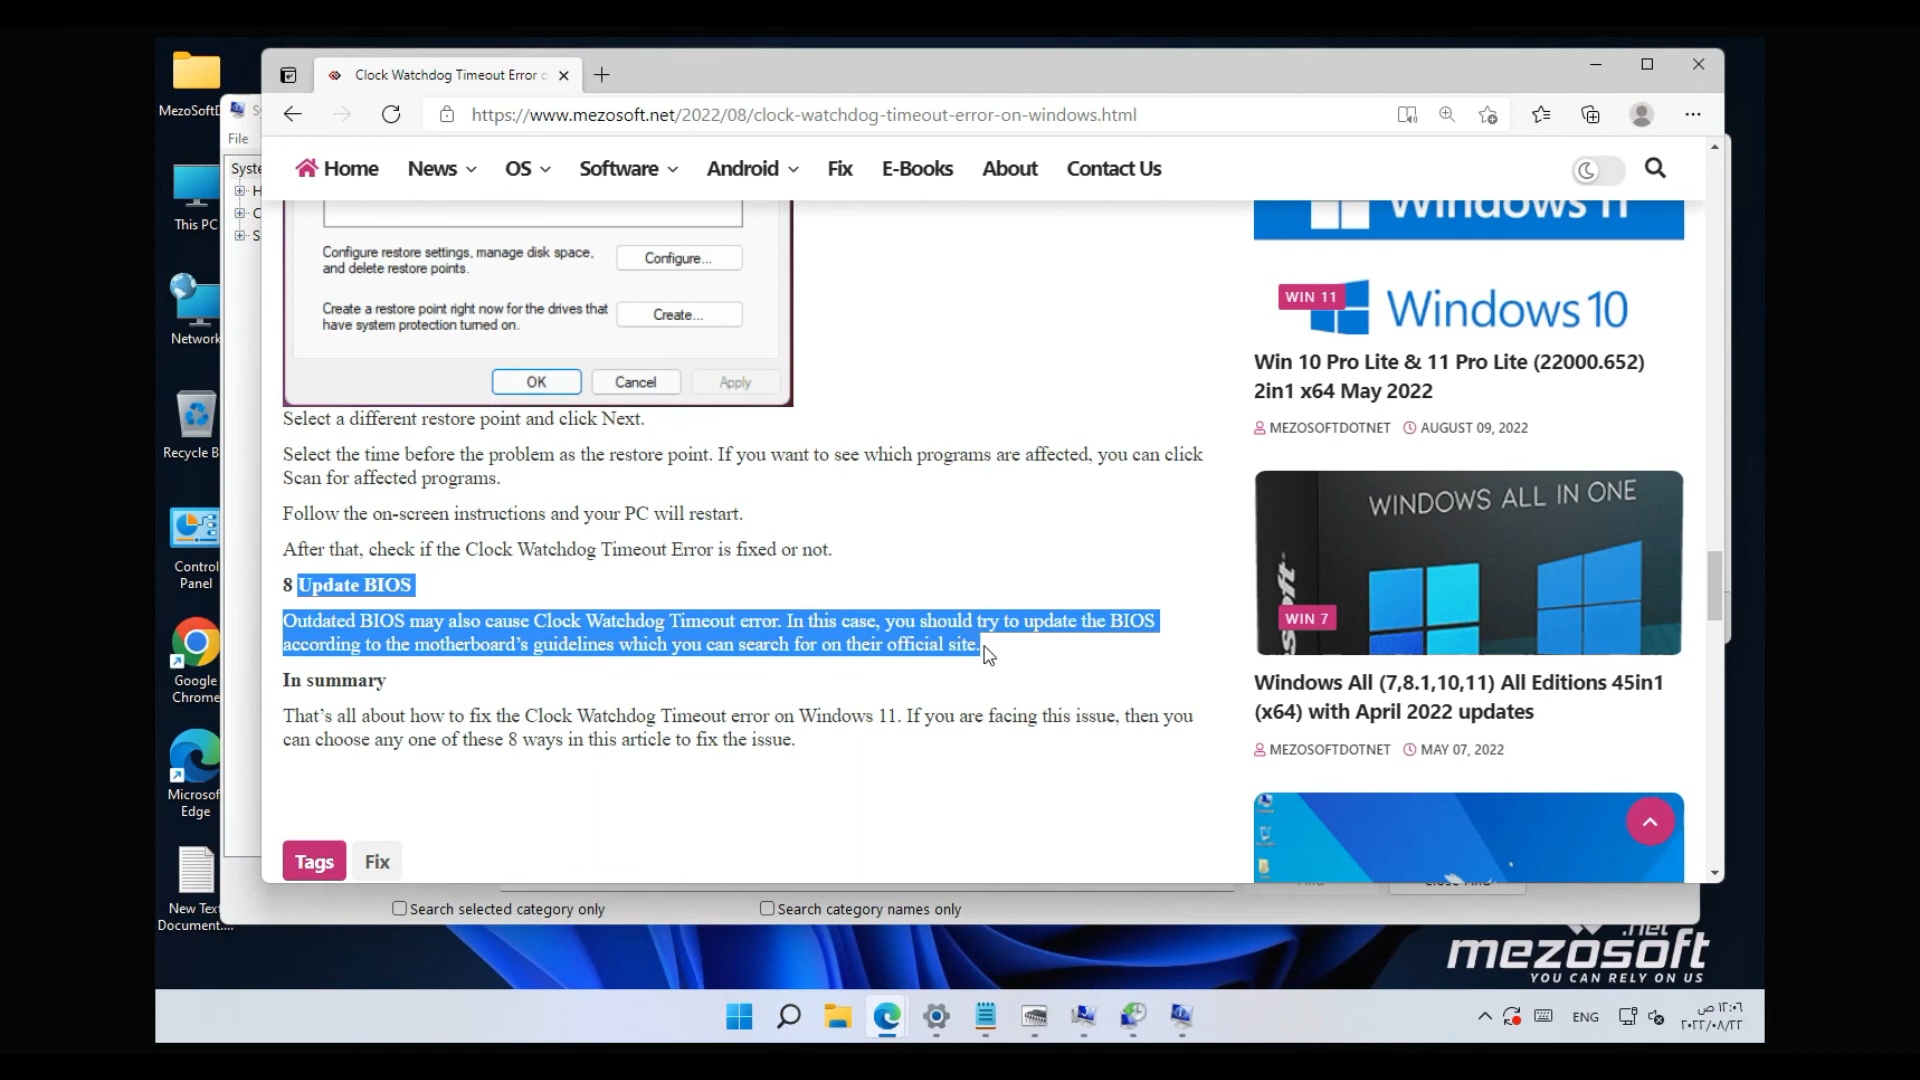 MezoSoftD
This PC
Network
Recycle B
Control
Panel
Google
Chrome
Microsof
Edge
New Text
Document....
File
Syste
Clock Watchdog Timeout Error
https://www.mezosoft.net/2022/08/clock-watchdog-timeout-error-on-windows.html
Home News OS Software Android Fix E-Books About Contact Us
Configure restore settings, manage disk space,
and delete restore points.
Configure...
Create a restore point right now for the drives that
have system protection turned on.
Create...
OK Cancel Apply
Select a different restore point and click Next.
Select the time before the problem as the restore point. If you want to see which programs are affected, you can click
Scan for affected programs.
Follow the on-screen instructions and your PC will restart.
After that, check if the Clock Watchdog Timeout Error is fixed or not.
8 Update BIOS
Outdated BIOS may also cause Clock Watchdog Timeout error. In this case, you should try to update the BIOS
according to the motherboard’s guidelines which you can search for on their official site.
In summary
That’s all about how to fix the Clock Watchdog Timeout error on Windows 11. If you are facing this issue, then you
can choose any one of these 8 ways in this article to fix the issue.
Tags Fix
Windows 11
WIN 11
Windows 10
Win 10 Pro Lite & 11 Pro Lite (22000.652)
2in1 x64 May 2022
MEZOSOFTDOTNET AUGUST 09, 2022
WINDOWS ALL IN ONE
WIN 7
Windows All (7,8.1,10,11) All Editions 45in1
(x64) with April 2022 updates
MEZOSOFTDOTNET MAY 07, 2022
Search selected category only
Search category names only
.net
mezosoft
YOU CAN RELY ON US
ENG
١٢:٠٦ ص
٢٠٢٢/٠٨/٢٢